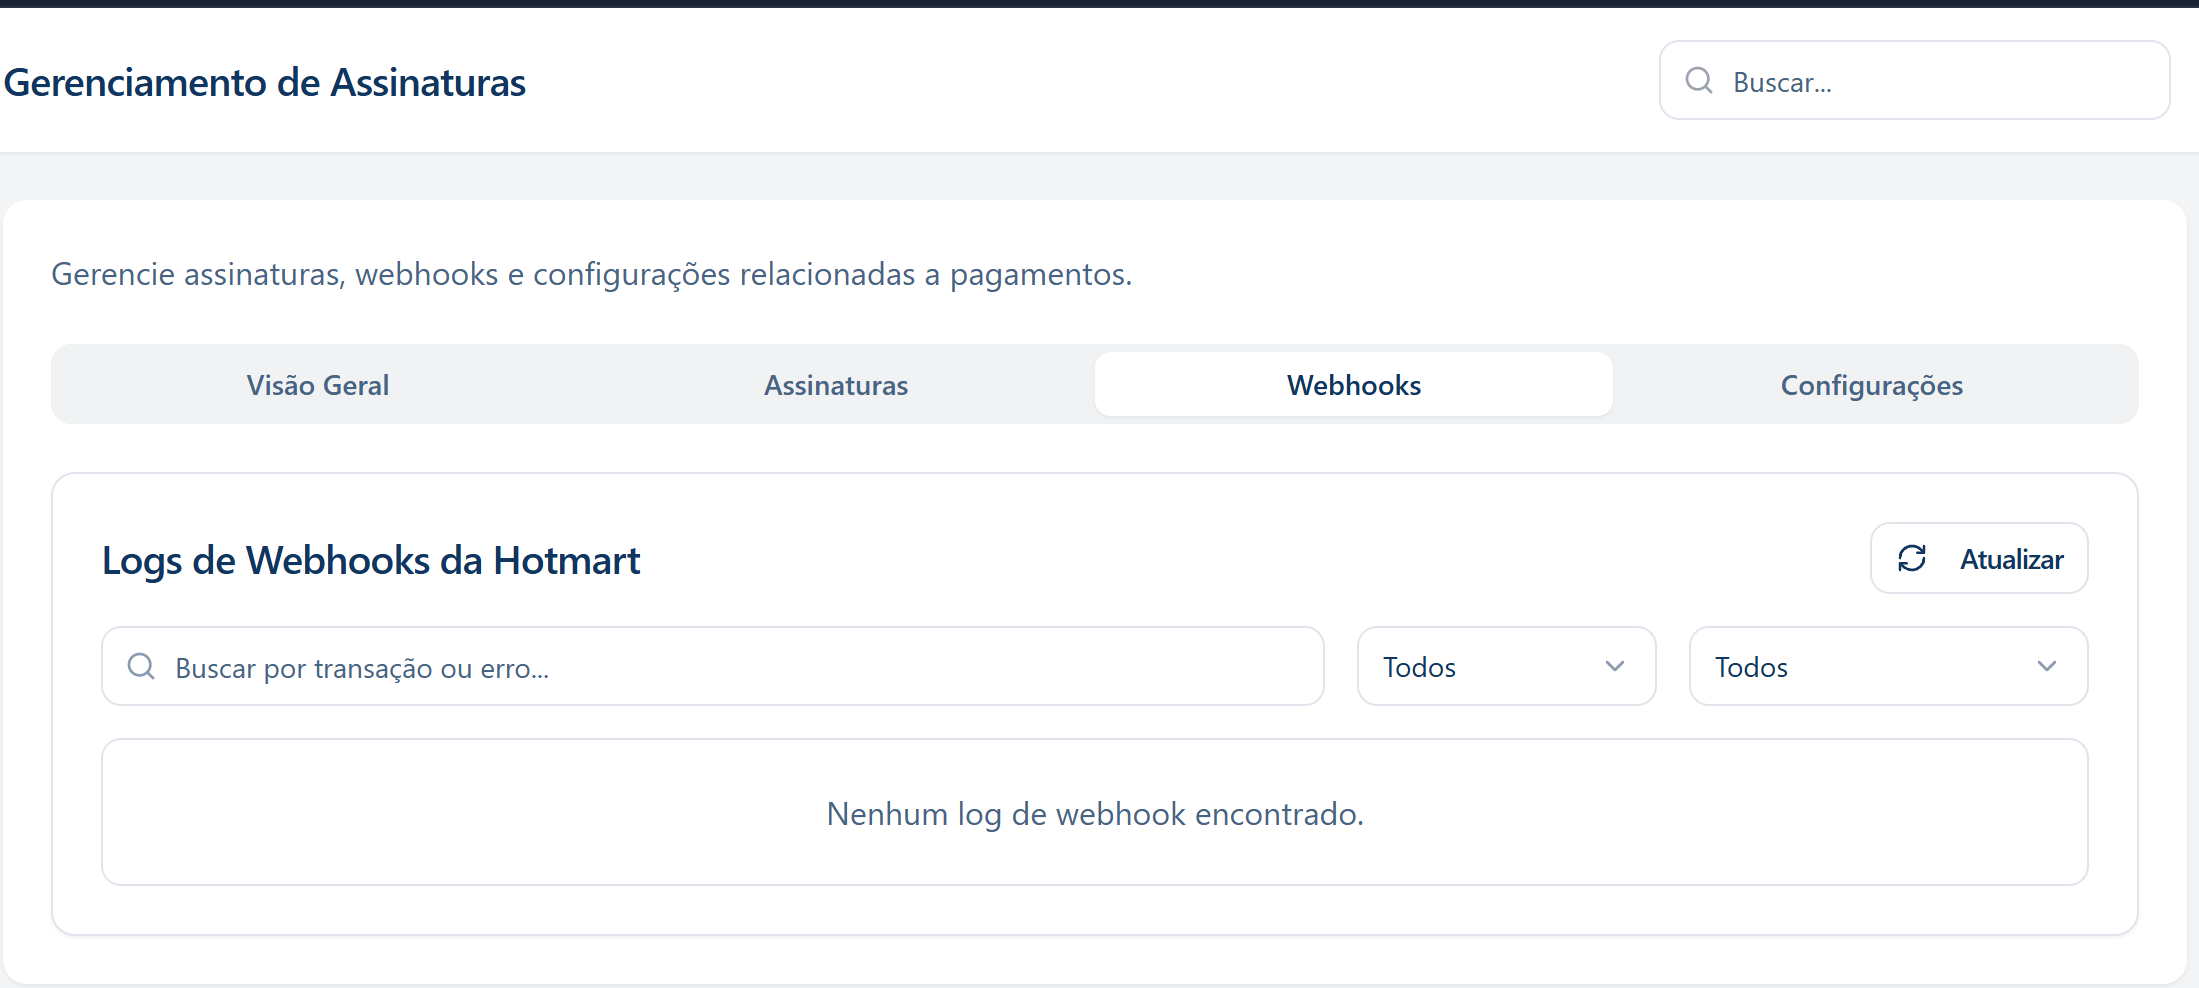 Gerenciamento de Assinaturas
Buscar...
Gerencie assinaturas, webhooks e configurações relacionadas a pagamentos.
Visão Geral
Assinaturas
Webhooks
Configurações
Logs de Webhooks da Hotmart
Atualizar
Buscar por transação ou erro...
Todos
Todos
Nenhum log de webhook encontrado.